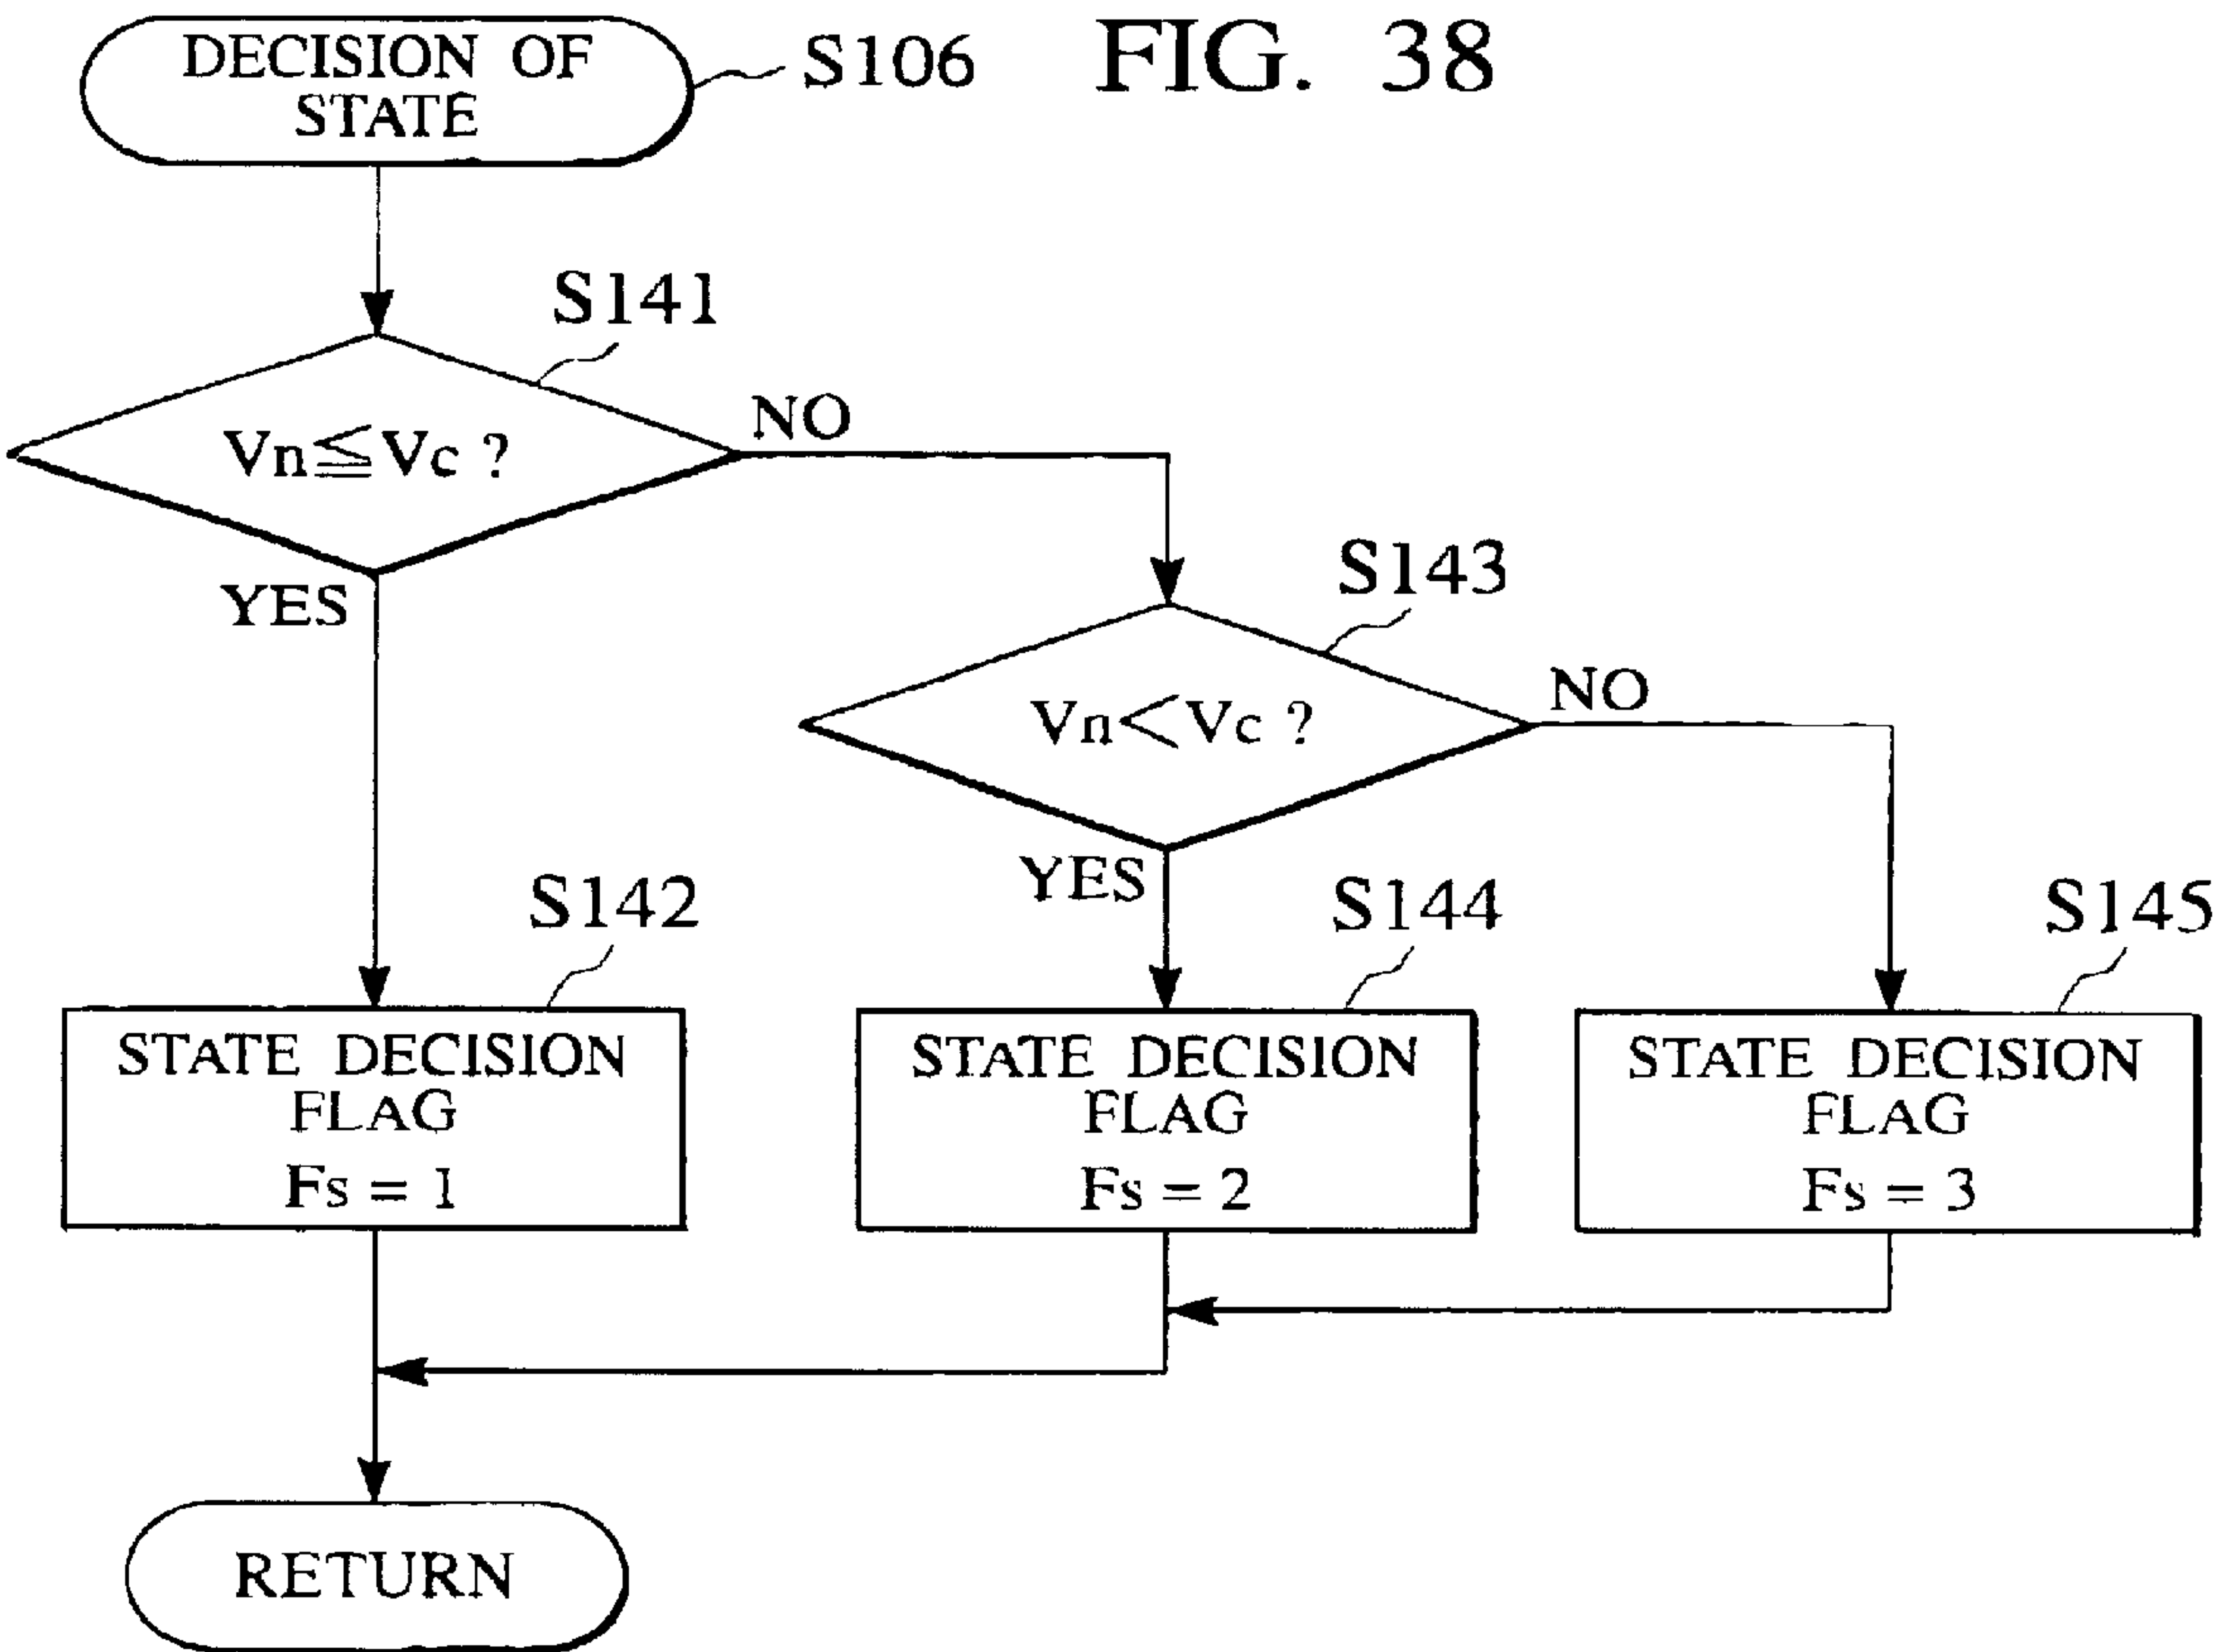 DECISION OF
STATE
S106
FIG. 38
S141
Vn≦Vc ?
NO
YES
S143
Vn<Vc ?
NO
YES
S142
STATE DECISION
FLAG
Fs = 1
S144
STATE DECISION
FLAG
Fs = 2
S145
STATE DECISION
FLAG
Fs = 3
RETURN